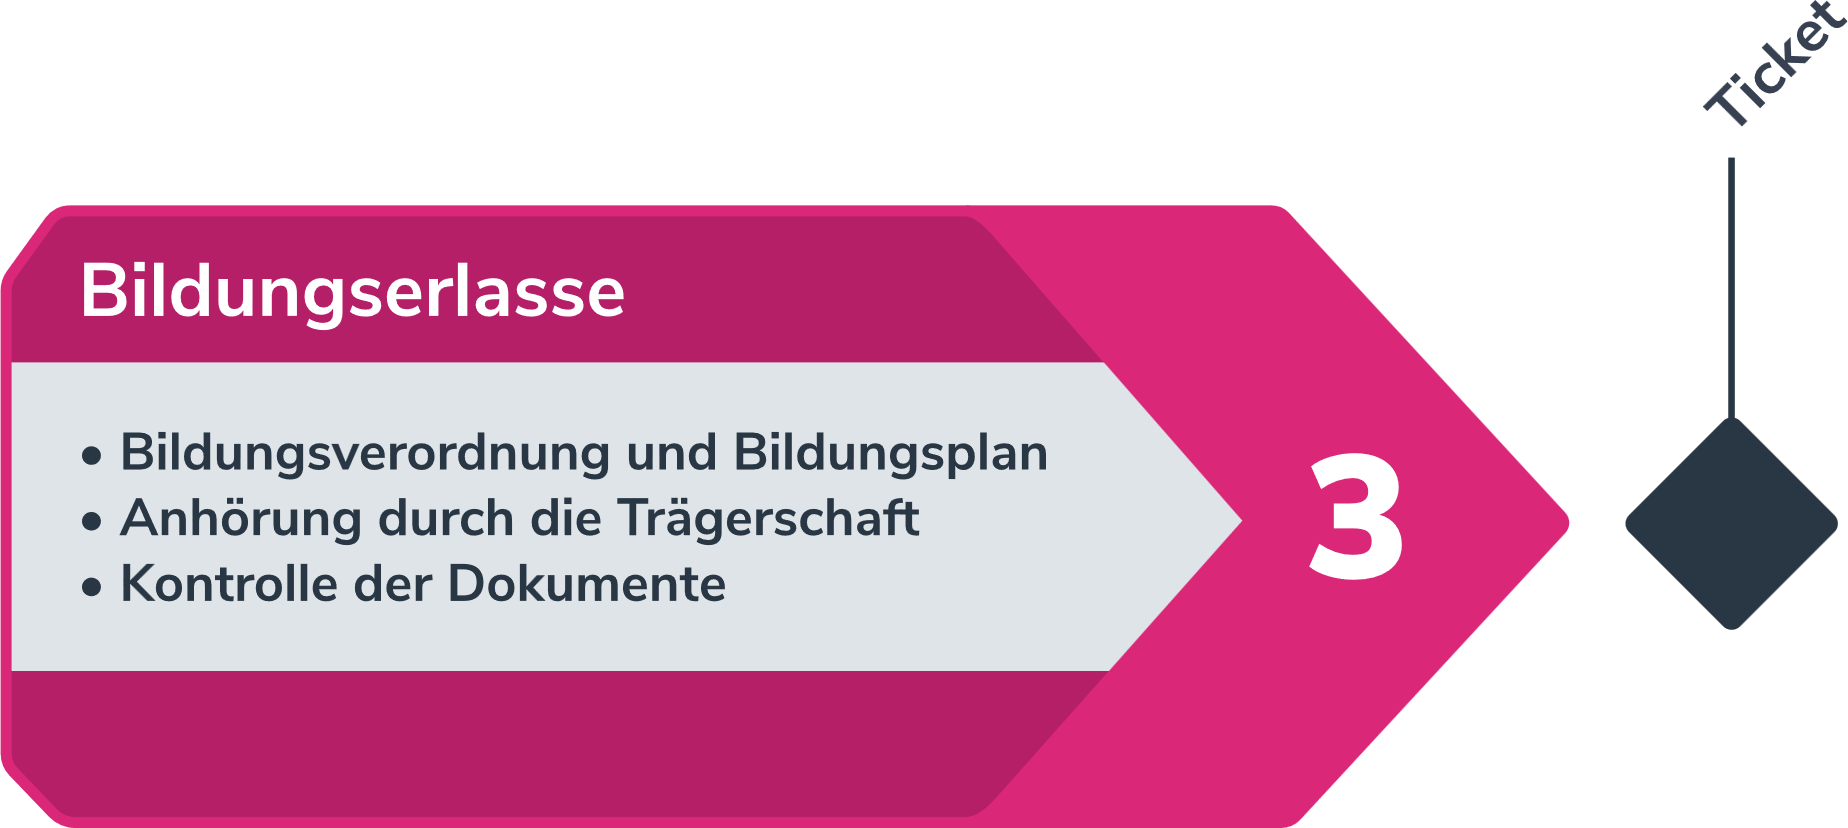 Ticket
Bildungserlasse
• Bildungsverordnung und Bildungsplan
• Anhörung durch die Trägerschaft
• Kontrolle der Dokumente
3